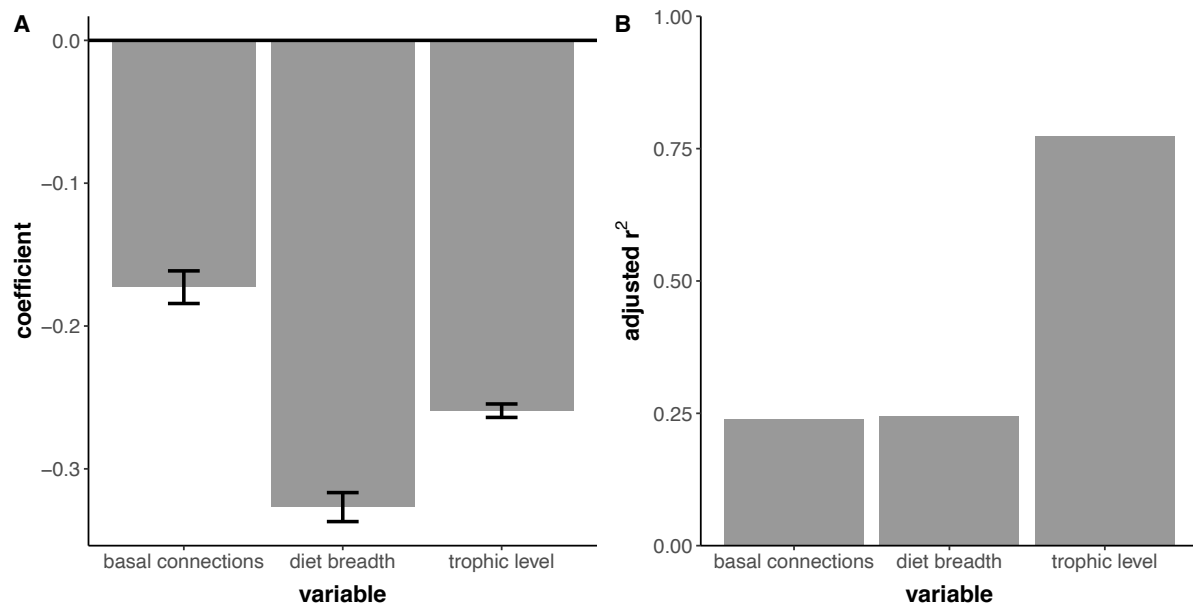 A
0.0
−0.1
−0.2
−0.3
coefficient
basal connections diet breadth trophic level
variable
B
1.00
0.75
0.50
0.25
0.00
adjusted r²
basal connections diet breadth trophic level
variable